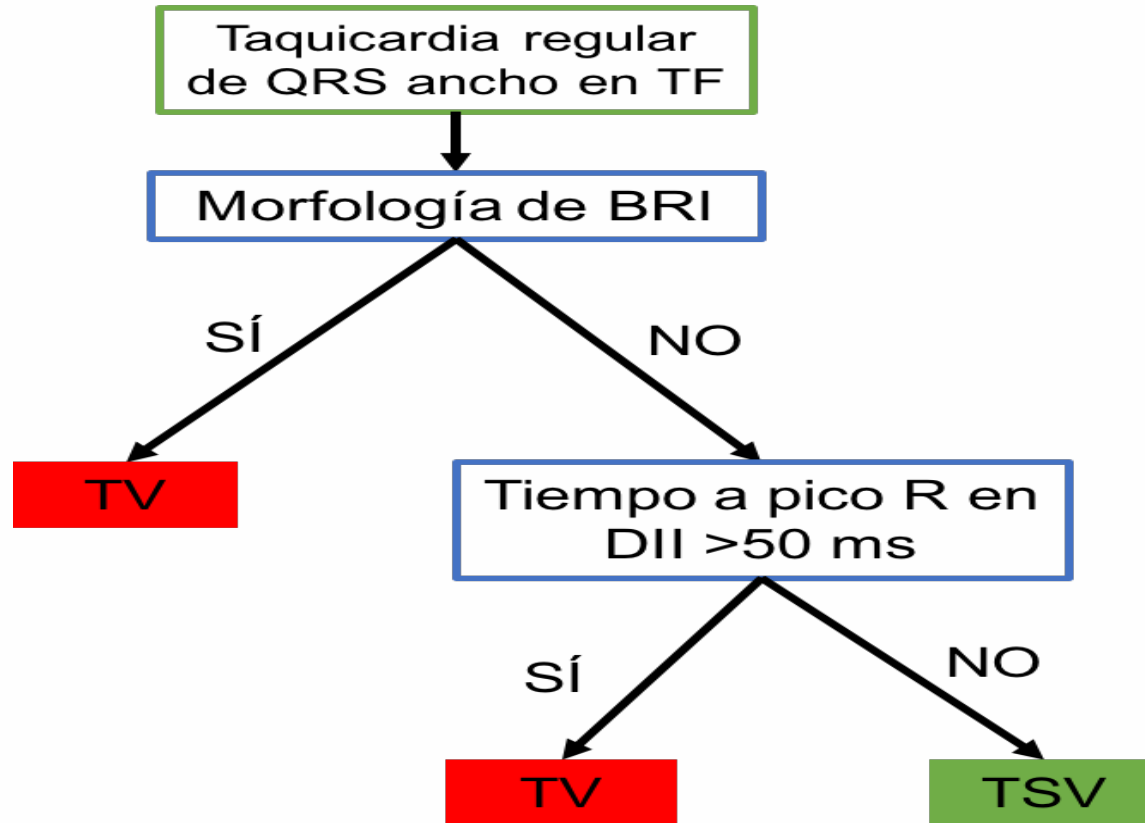 Taquicardia regular
de QRS ancho en TF
Morfología de BRI
SÍ
NO
TV
Tiempo a pico R en
DII >50 ms
SÍ
NO
TV
TSV